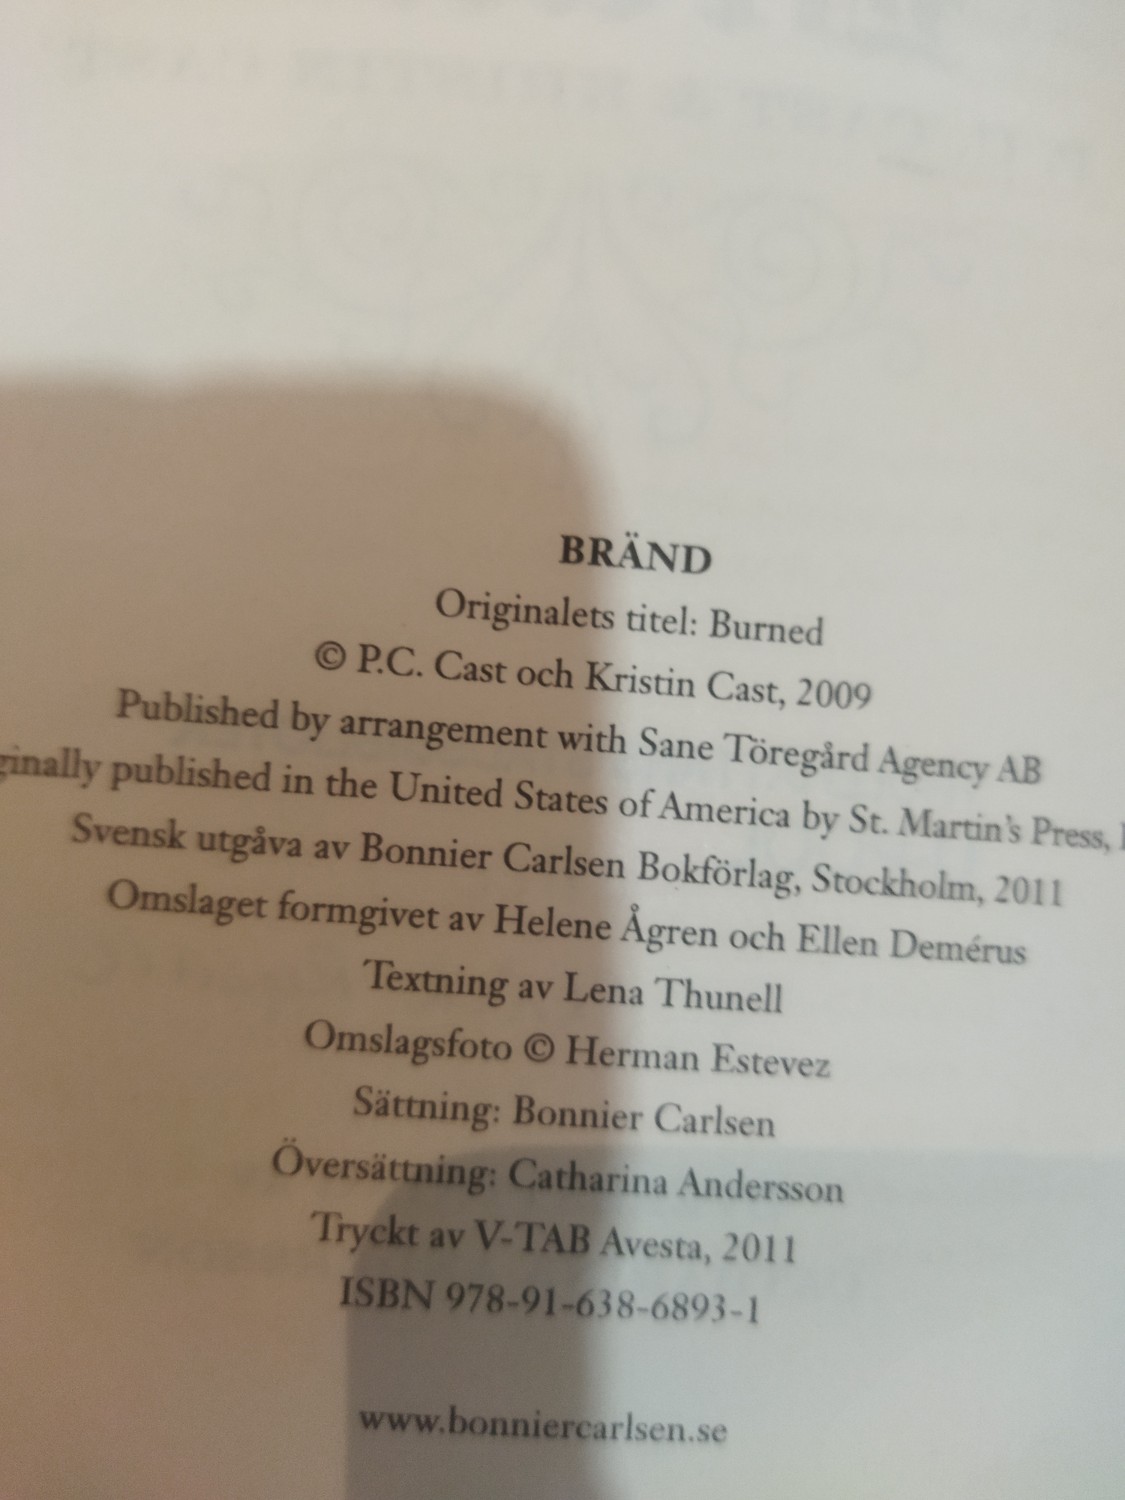 BRÄND
Originalets titel: Burned
© P.C. Cast och Kristin Cast, 2009
Published by arrangement with Sane Töregård Agency AB
ginally published in the United States of America by St. Martin's Press,
Svensk utgåva av Bonnier Carlsen Bokförlag, Stockholm, 2011
Omslaget formgivet av Helene Ågren och Ellen Demérus
Textning av Lena Thunell
Omslagsfoto © Herman Estevez
Sättning: Bonnier Carlsen
Översättning: Catharina Andersson
Tryckt av V-TAB Avesta, 2011
ISBN 978-91-638-6893-1
www.bonniercarlsen.se